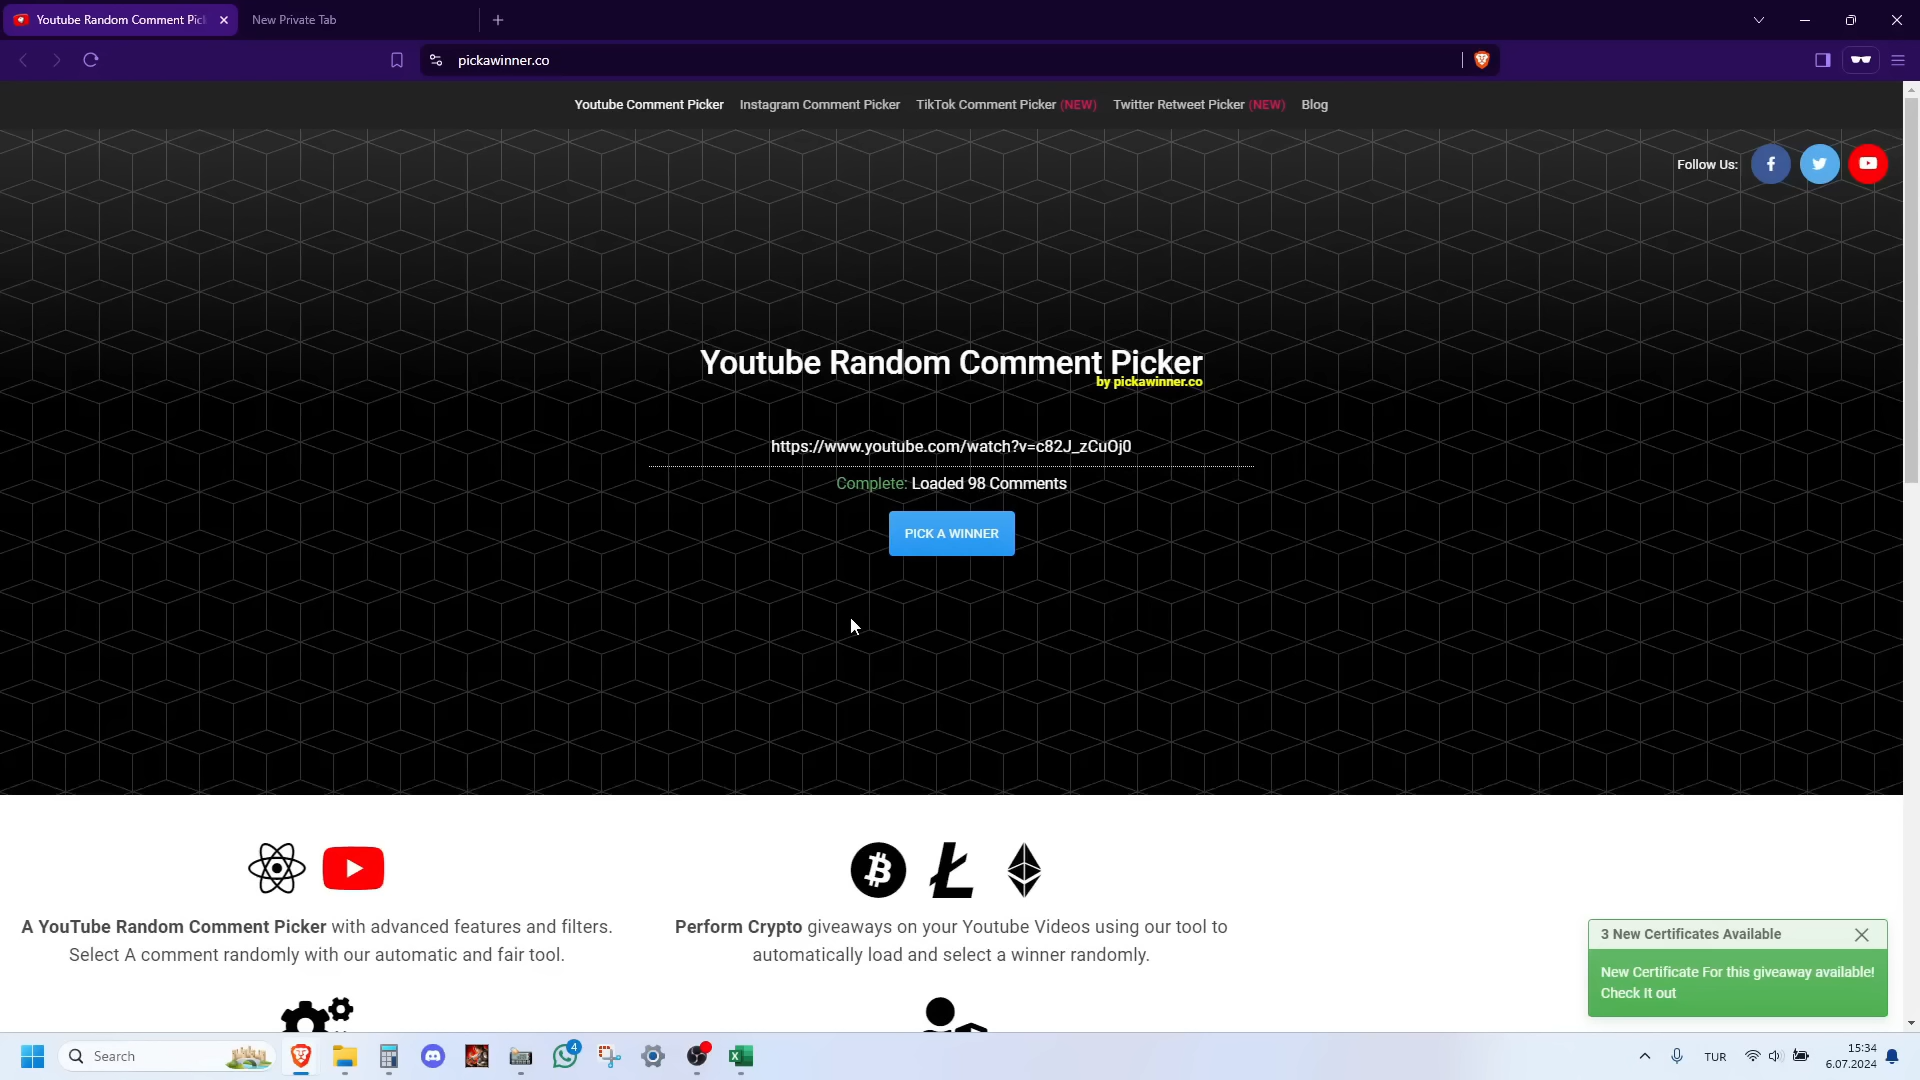 Youtube Random Comment Pic
New Private Tab
pickawinner.co
Youtube Comment Picker
Instagram Comment Picker
TikTok Comment Picker (NEW)
Twitter Retweet Picker (NEW)
Blog
Follow Us:
Youtube Random Comment Picker
by pickawinner.co
https://www.youtube.com/watch?v=c82J_zCuOj0
Complete: Loaded 98 Comments
PICK A WINNER
A YouTube Random Comment Picker with advanced features and filters.
Select A comment randomly with our automatic and fair tool.
Perform Crypto giveaways on your Youtube Videos using our tool to
automatically load and select a winner randomly.
3 New Certificates Available
New Certificate For this giveaway available!
Check It out
Search
4
TUR
15:34
6.07.2024